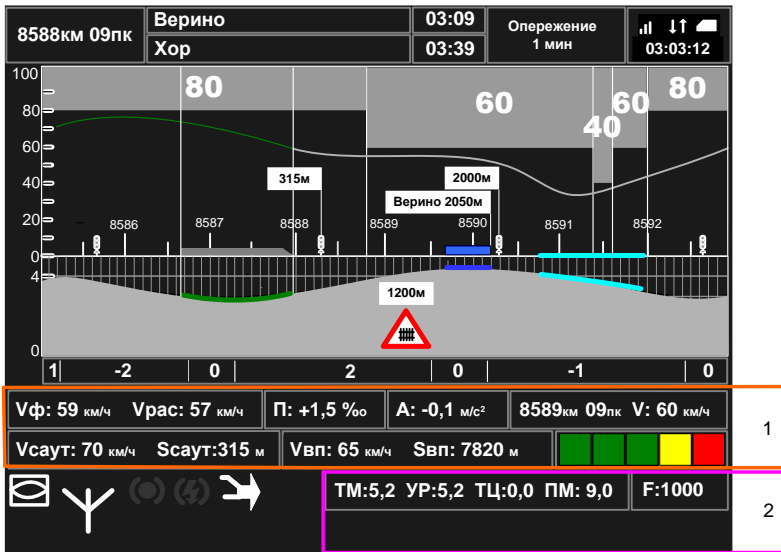 8588км 09пк
Верино 03:09
Хор 03:39
Опережение
1 мин
03:03:12
100
80
60
40
20
0
4
0
80
60
40
60
80
315м
2000м
Верино 2050м
8586 8587 8588 8589 8590 8591 8592
1200м
1 -2 0 2 0 -1 0
Vф: 59 км/ч Vрас: 57 км/ч П: +1,5 ‰ А: -0,1 м/с² 8589км 09пк V: 60 км/ч
Vсаут: 70 км/ч Sсаут:315 м Vвп: 65 км/ч Sвп: 7820 м
1
ТМ:5,2 УР:5,2 ТЦ:0,0 ПМ: 9,0 F:1000
2